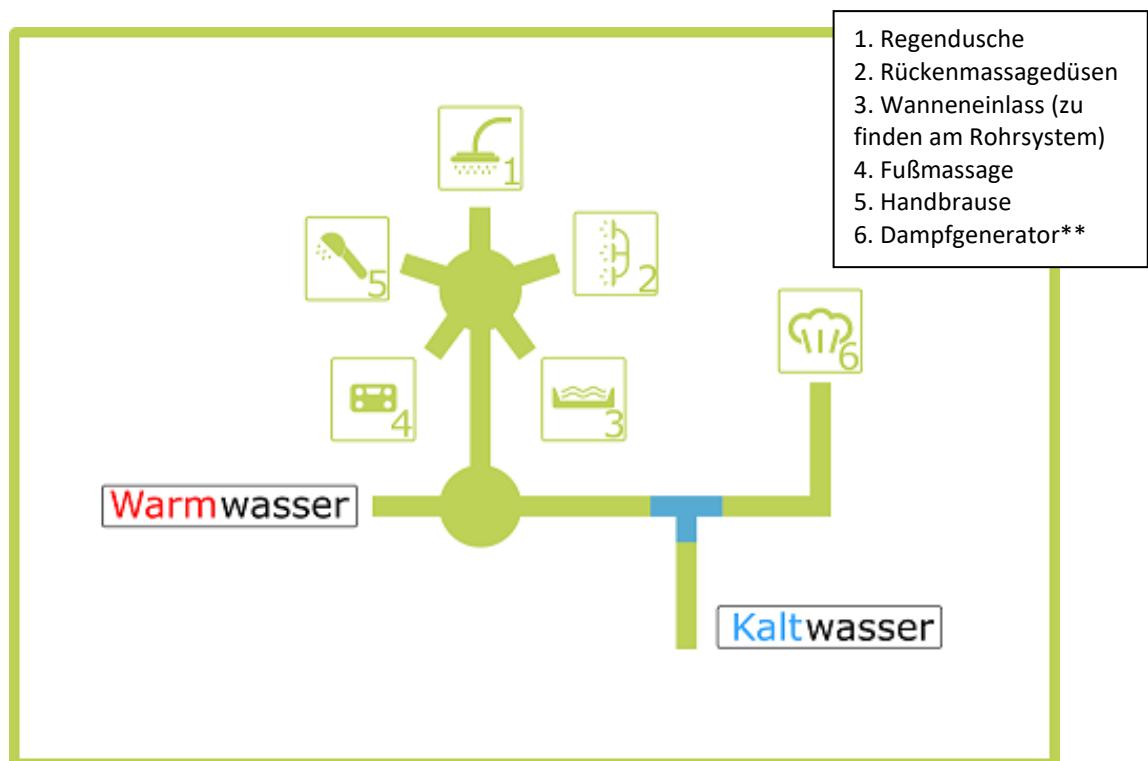 1. Regendusche
2. Rückenmassagedüsen
3. Wanneneinlass (zu
finden am Rohrsystem)
4. Fußmassage
5. Handbrause
6. Dampfgenerator**
1
5
2
6
4
3
Warmwasser
Kaltwasser